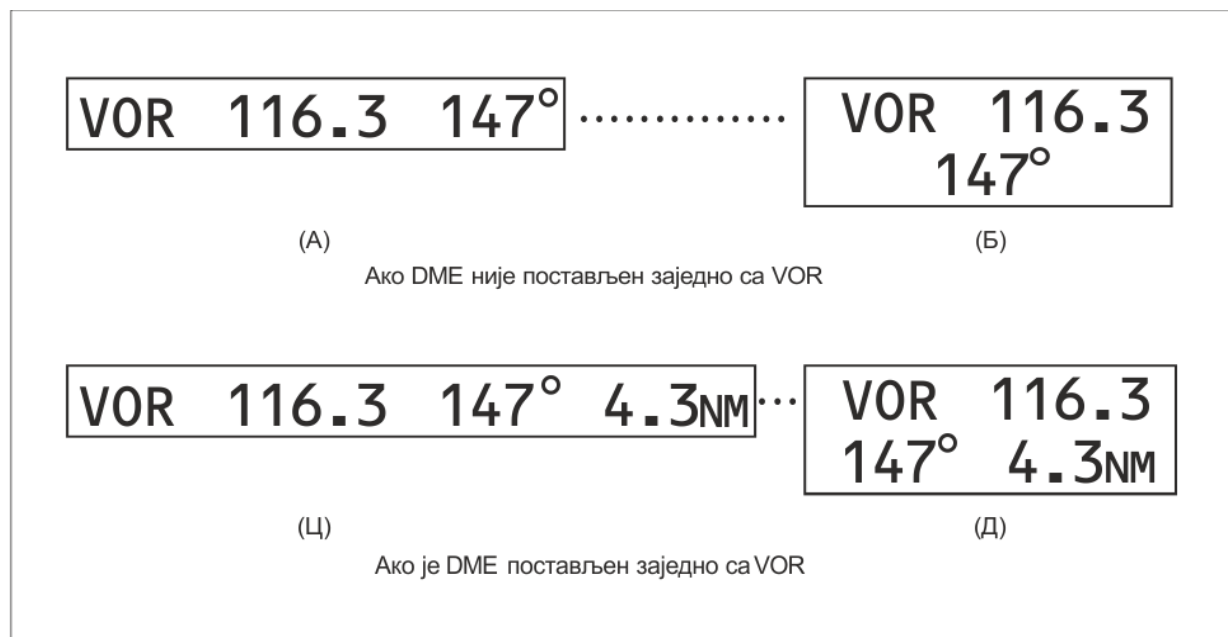 VOR 116.3 147°
VOR 116.3
147°
(А)
(Б)
Ако DME није постављен заједно са VOR
VOR 116.3 147° 4.3NM
VOR 116.3
147° 4.3NM
(Ц)
(Д)
Ако је DME постављен заједно са VOR